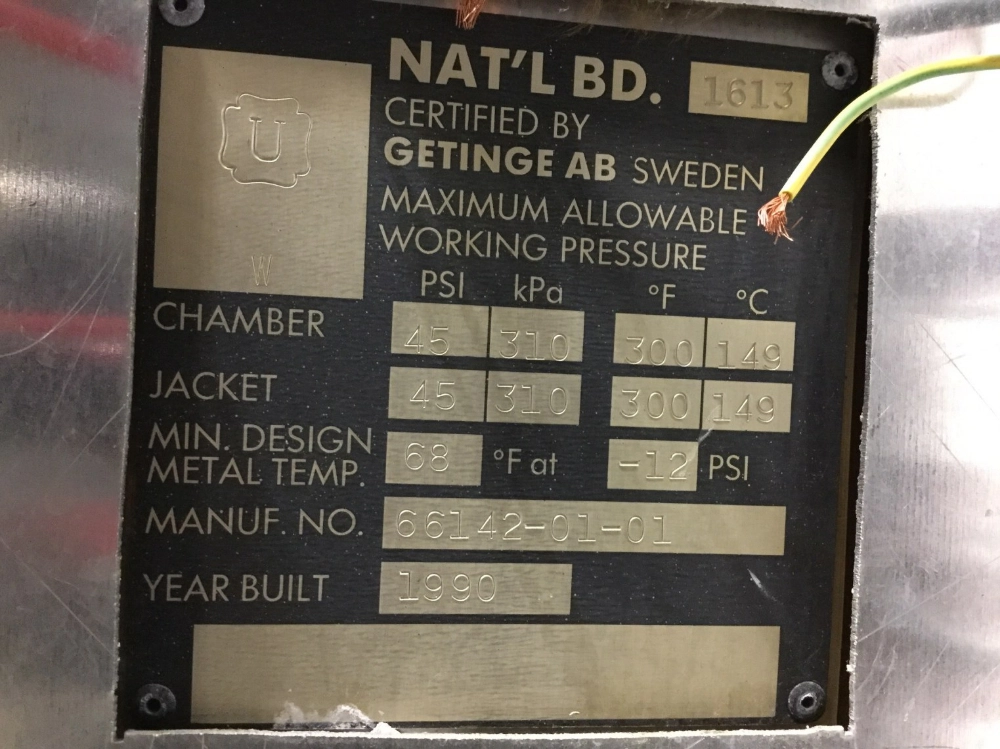 NAT'L BD. 1613
U
CERTIFIED BY
GETINGE AB SWEDEN
MAXIMUM ALLOWABLE
WORKING PRESSURE
W
PSI kPa °F °C
CHAMBER 45 310 300 149
JACKET 45 310 300 149
MIN. DESIGN
METAL TEMP. 68 °F at -12 PSI
MANUF. NO. 66142-01-01
YEAR BUILT 1990